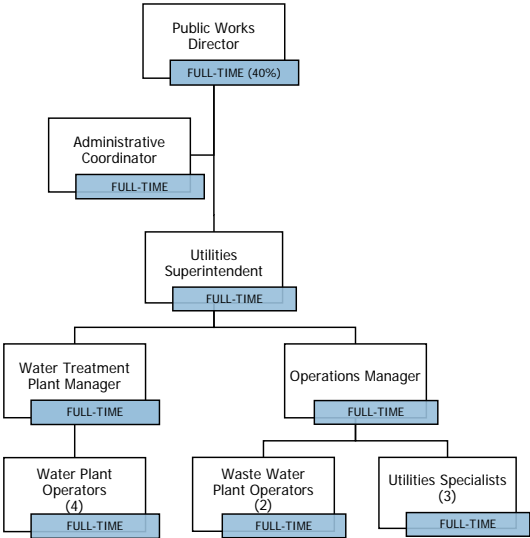 Public Works
Director
FULL-TIME (40%)
Administrative
Coordinator
FULL-TIME
Utilities
Superintendent
FULL-TIME
Water Treatment
Plant Manager
FULL-TIME
Operations Manager
FULL-TIME
Water Plant
Operators
(4)
FULL-TIME
Waste Water
Plant Operators
(2)
FULL-TIME
Utilities Specialists
(3)
FULL-TIME